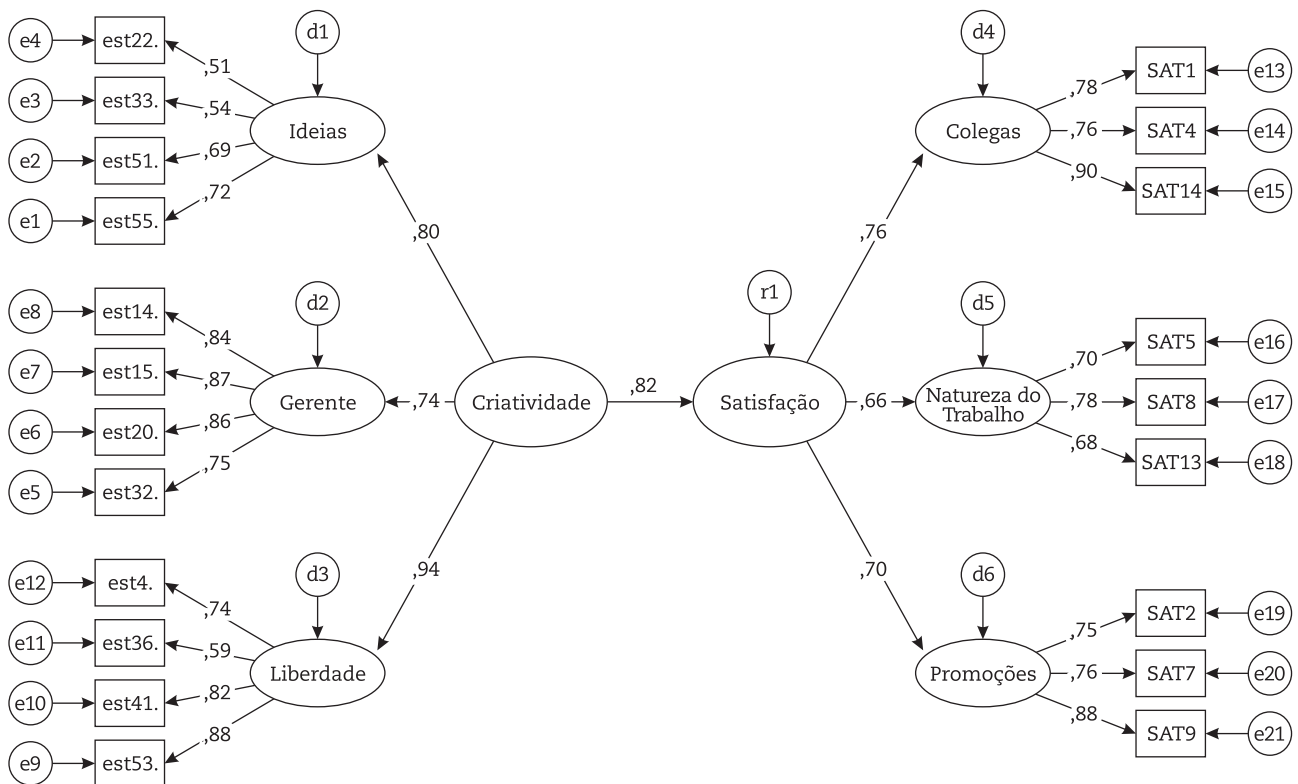 d1
e4
est22.
,51
e3
est33.
,54
Ideias
e2
est51.
,69
e1
est55.
,72
,80
d2
e8
est14.
,84
e7
est15.
,87
Gerente
e6
est20.
,86
e5
est32.
,75
,74
Criatividade
,82
d3
e12
est4.
,74
e11
est36.
,59
Liberdade
e10
est41.
,82
e9
est53.
,88
,94
r1
Satisfação
,76
d4
Colegas
,78
SAT1
e13
,76
SAT4
e14
,90
SAT14
e15
,66
d5
Natureza do
Trabalho
,70
SAT5
e16
,78
SAT8
e17
,68
SAT13
e18
,70
d6
Promoções
,75
SAT2
e19
,76
SAT7
e20
,88
SAT9
e21